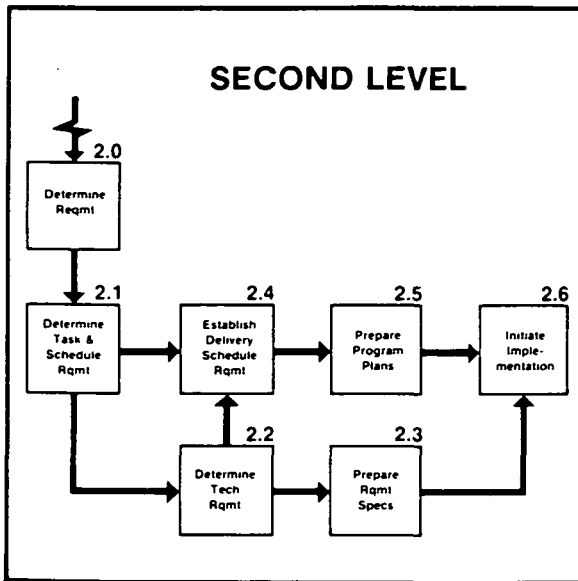 SECOND LEVEL
2.0
Determine
Reqmt
2.1
Determine
Task &
Schedule
Rqmt
2.4
Establish
Delivery
Schedule
Rqmt
2.5
Prepare
Program
Plans
2.6
Initiate
Imple-
mentation
2.2
Determine
Tech
Rqmt
2.3
Prepare
Rqmt
Specs